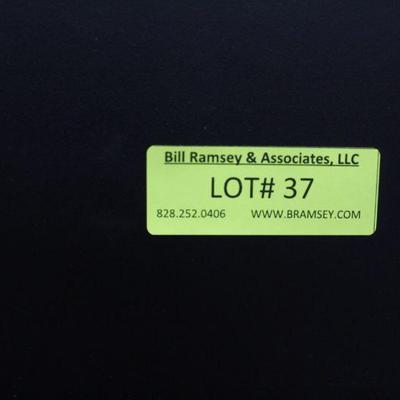 Bill Ramsey & Associates, LLC
LOT# 37
828.252.0406 WWW.BRAMSEY.COM